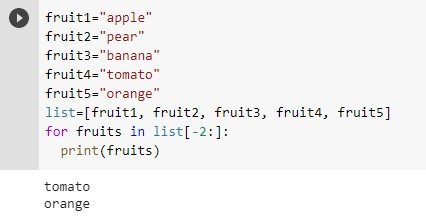 fruit1="apple"
fruit2="pear"
fruit3="banana"
fruit4="tomato"
fruit5="orange"
list=[fruit1, fruit2, fruit3, fruit4, fruit5]
for fruits in list[-2:]:
  print(fruits)
tomato
orange